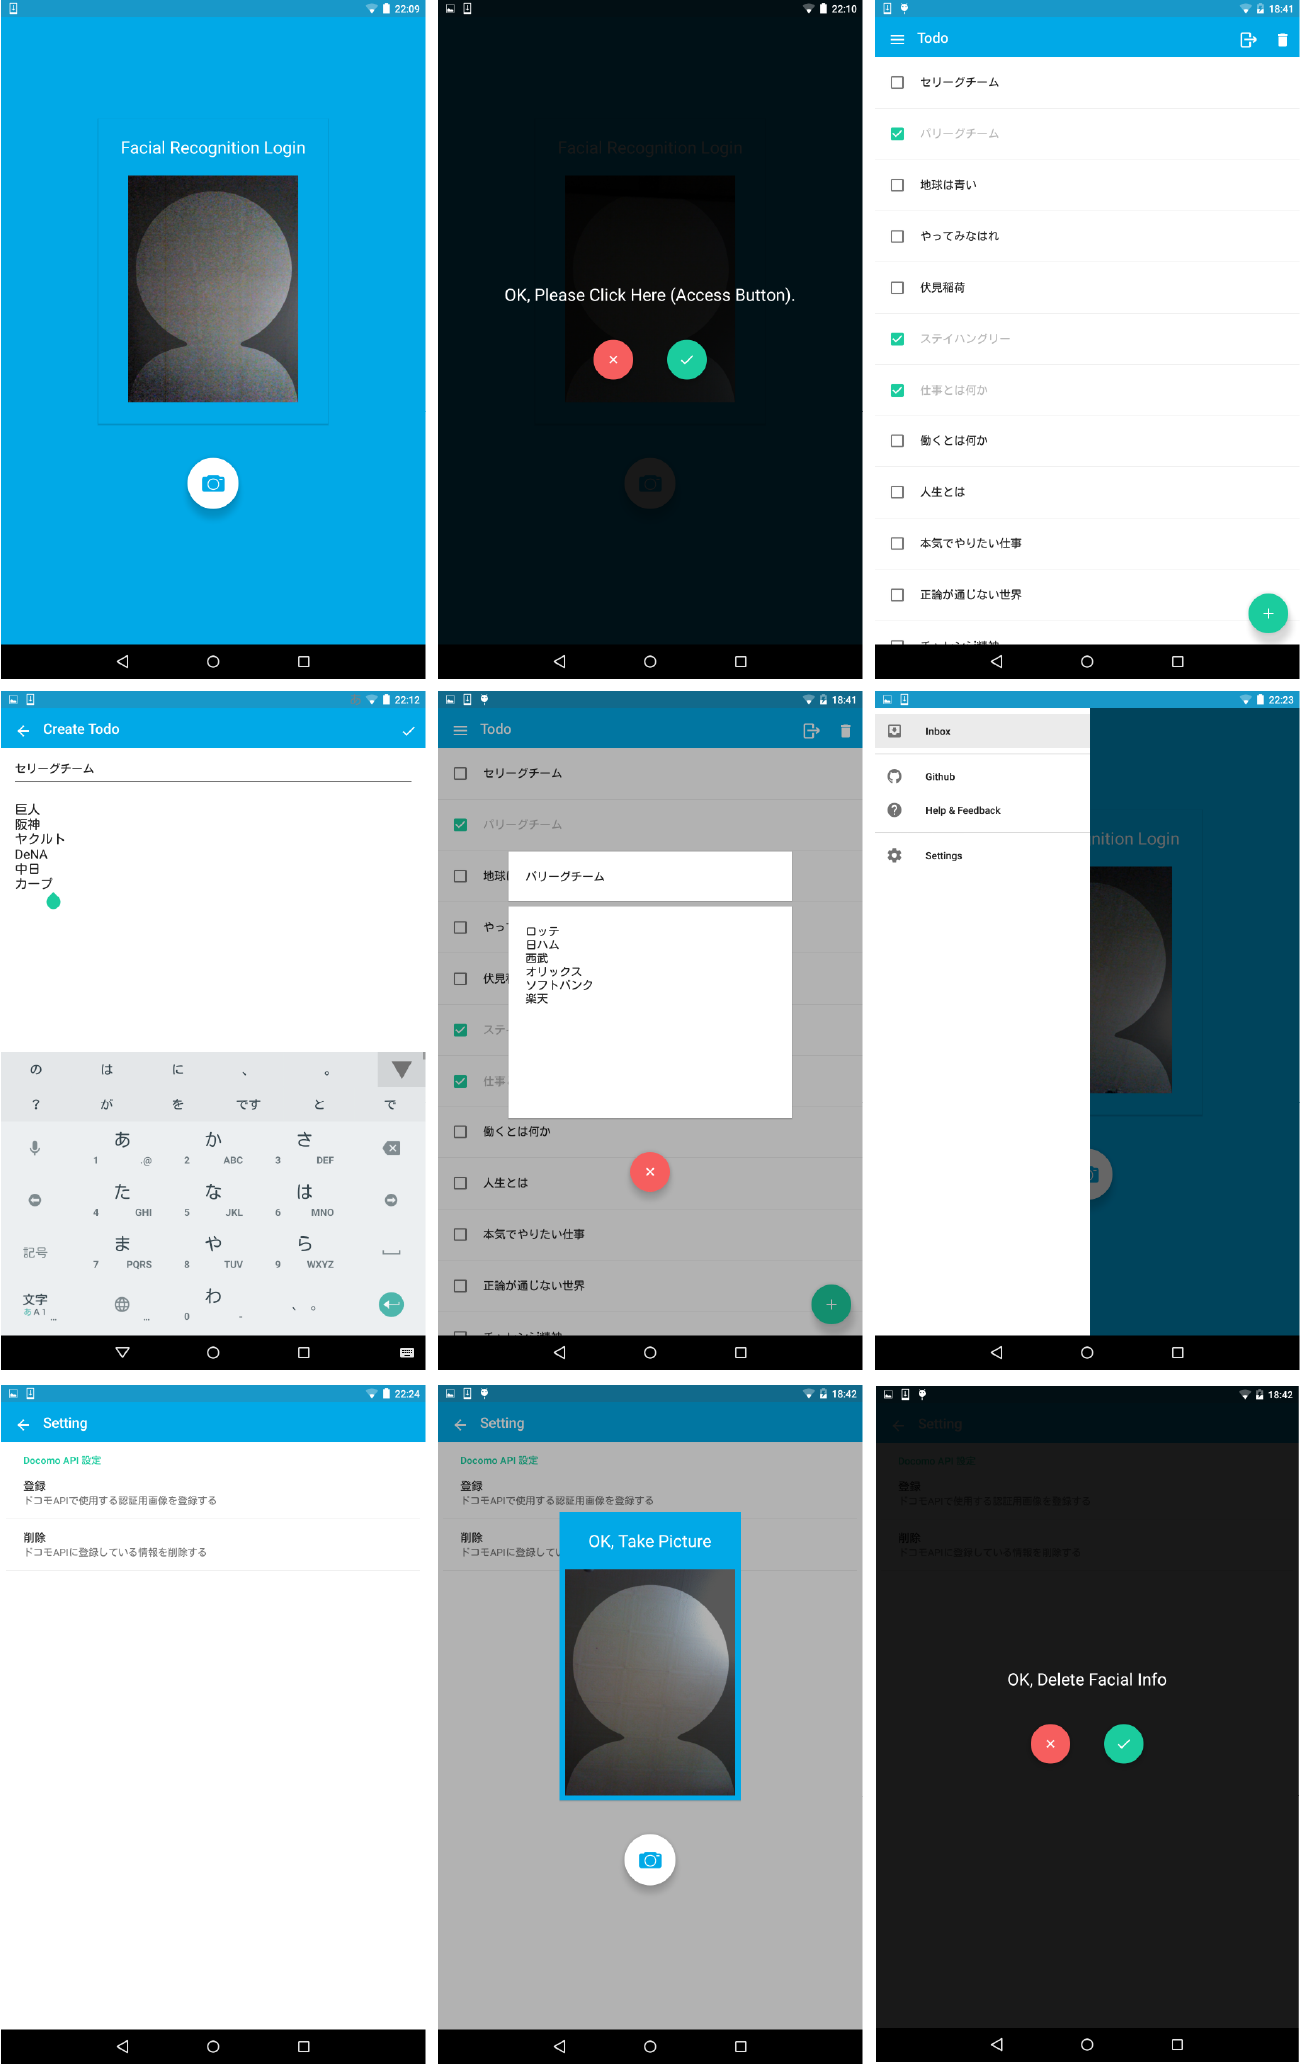 22:09
Facial Recognition Login
22:10
Facial Recognition Login
OK, Please Click Here (Access Button).
18:41
Todo
セリーグチーム
パリーグチーム
地球は青い
やってみなはれ
伏見稲荷
ステイハングリー
仕事とは何か
働くとは何か
人生とは
本気でやりたい仕事
正論が通じない世界
チャレンジ精神
22:12
Create Todo
セリーグチーム
巨人
阪神
ヤクルト
DeNA
中日
カープ
の は に 、 。
? が を です と で
あ か さ
1 .@ 2 ABC 3 DEF
た な は
4 GHI 5 JKL 6 MNO
記号 ま や ら
7 PQRS 8 TUV 9 WXYZ
文字 わ 、。
あA1 ... ... 0 -
18:41
Todo
セリーグチーム
パリーグチーム
地球は
パリーグチーム
やって
ロッテ
日ハム
西武
オリックス
ソフトバンク
楽天
伏見
ステ
仕事
働くとは何か
人生とは
本気でやりたい仕事
正論が通じない世界
チャレンジ精神
22:23
Inbox
Github
Help & Feedback
Settings
nition Login
22:24
Setting
Docomo API 設定
登録
ドコモAPIで使用する認証用画像を登録する
削除
ドコモAPIに登録している情報を削除する
18:42
Setting
Docomo API 設定
登録
ドコモAPIで使用する認証用画像を登録する
削除
ドコモAPIに登録してい
OK, Take Picture
18:42
Setting
Docomo API 設定
登録
ドコモAPIで使用する認証用画像を登録する
削除
ドコモAPIに登録している情報を削除する
OK, Delete Facial Info